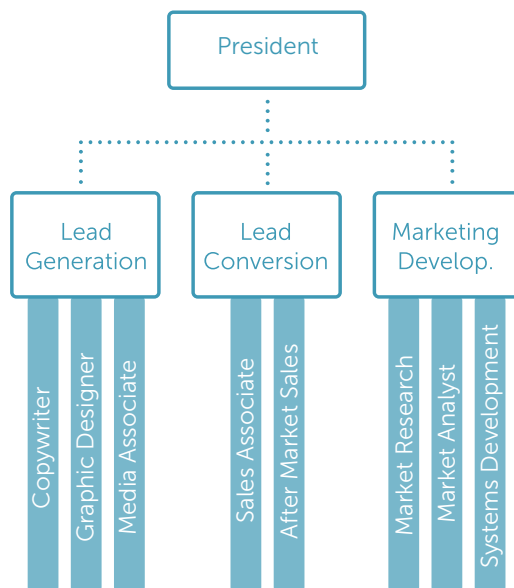 President
Lead
Generation
Lead
Conversion
Marketing
Develop.
Copywriter
Graphic Designer
Media Associate
Sales Associate
After Market Sales
Market Research
Market Analyst
Systems Development